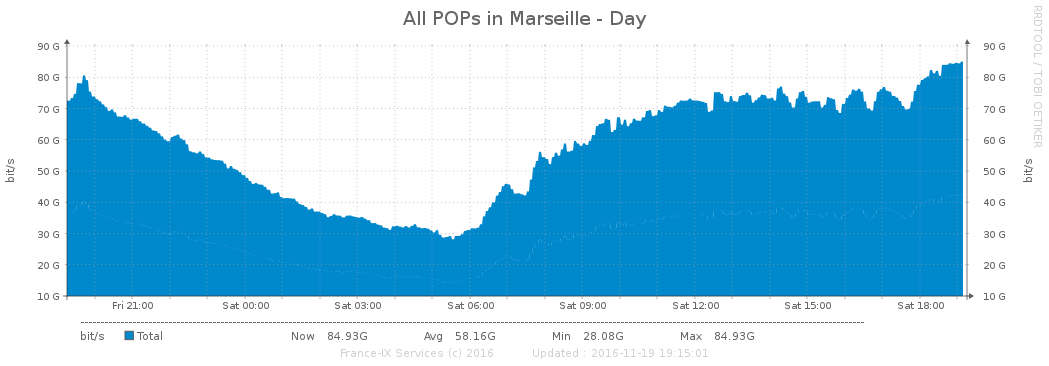 All POPs in Marseille - Day
RRDTOOL / TOBI OETIKER
90 G 90 G
80 G 80 G
70 G 70 G
60 G 60 G
50 G 50 G
40 G 40 G
30 G 30 G
20 G 20 G
10 G 10 G
bit/s
bit/s
Fri 21:00 Sat 00:00 Sat 03:00 Sat 06:00 Sat 09:00 Sat 12:00 Sat 15:00 Sat 18:00
bit/s Total Now 84.93G Avg 58.16G Min 28.08G Max 84.93G
France-IX Services (c) 2016 Updated : 2016-11-19 19:15:01